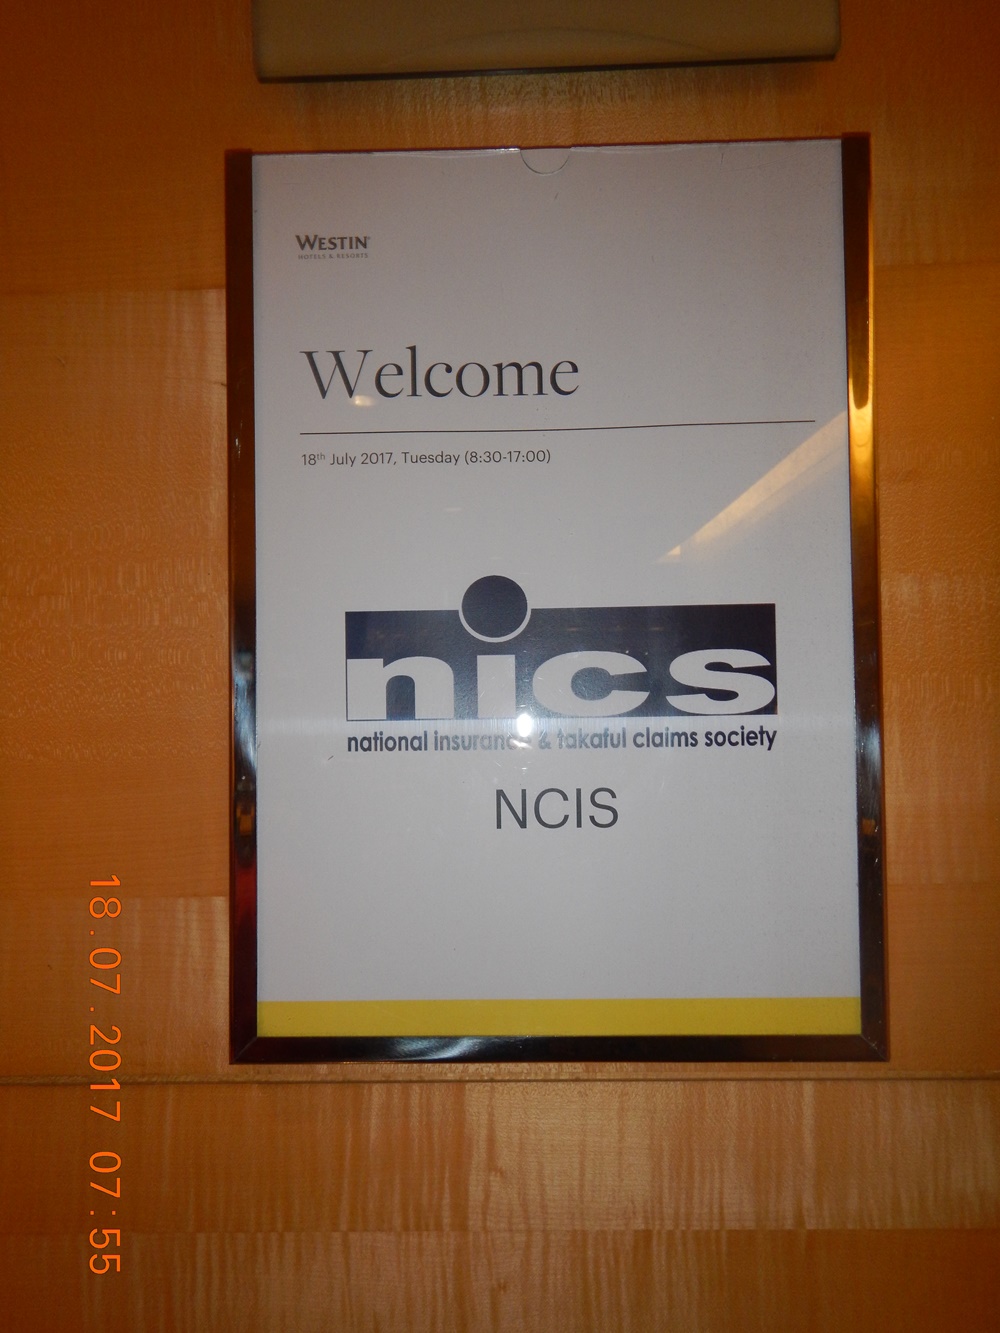 WESTIN
HOTELS & RESORTS
Welcome
18th July 2017, Tuesday (8:30-17:00)
nics
national insurance & takaful claims society
NCIS
18.07.2017 07:55